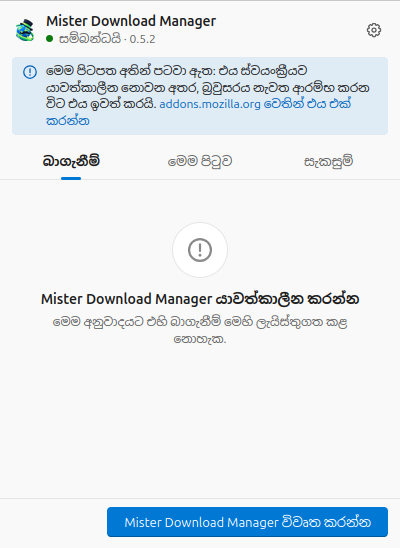 Mister Download Manager
සම්බන්ධයි · 0.5.2
මෙම පිටපත අතින් පටවා ඇත: එය ස්වයංක්‍රීයව
යාවත්කාලීන නොවන අතර, බ්‍රවුසරය නැවත ආරම්භ කරන
විට එය ඉවත් කරයි. addons.mozilla.org වෙතින් එය එක්
කරන්න
බාගැනීම් මෙම පිටුව සැකසුම්
Mister Download Manager යාවත්කාලීන කරන්න
මෙම අනුවාදයට එහි බාගැනීම් මෙහි ලැයිස්තුගත කළ
නොහැක.
Mister Download Manager විවෘත කරන්න